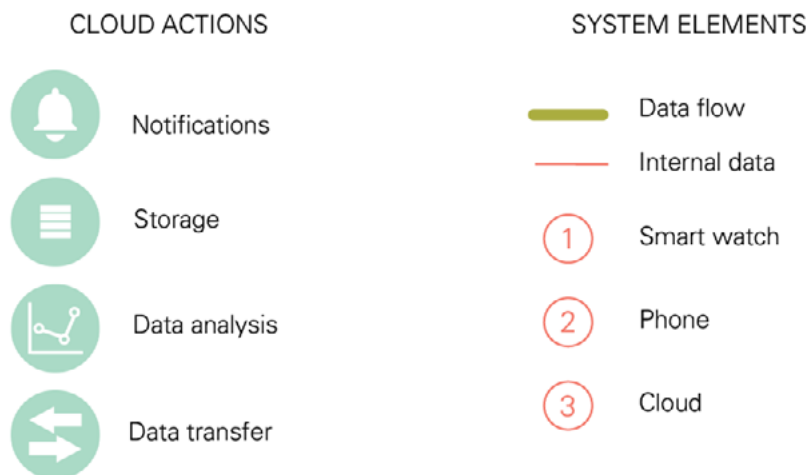 CLOUD ACTIONS
Notifications
Storage
Data analysis
Data transfer
SYSTEM ELEMENTS
Data flow
Internal data
1 Smart watch
2 Phone
3 Cloud